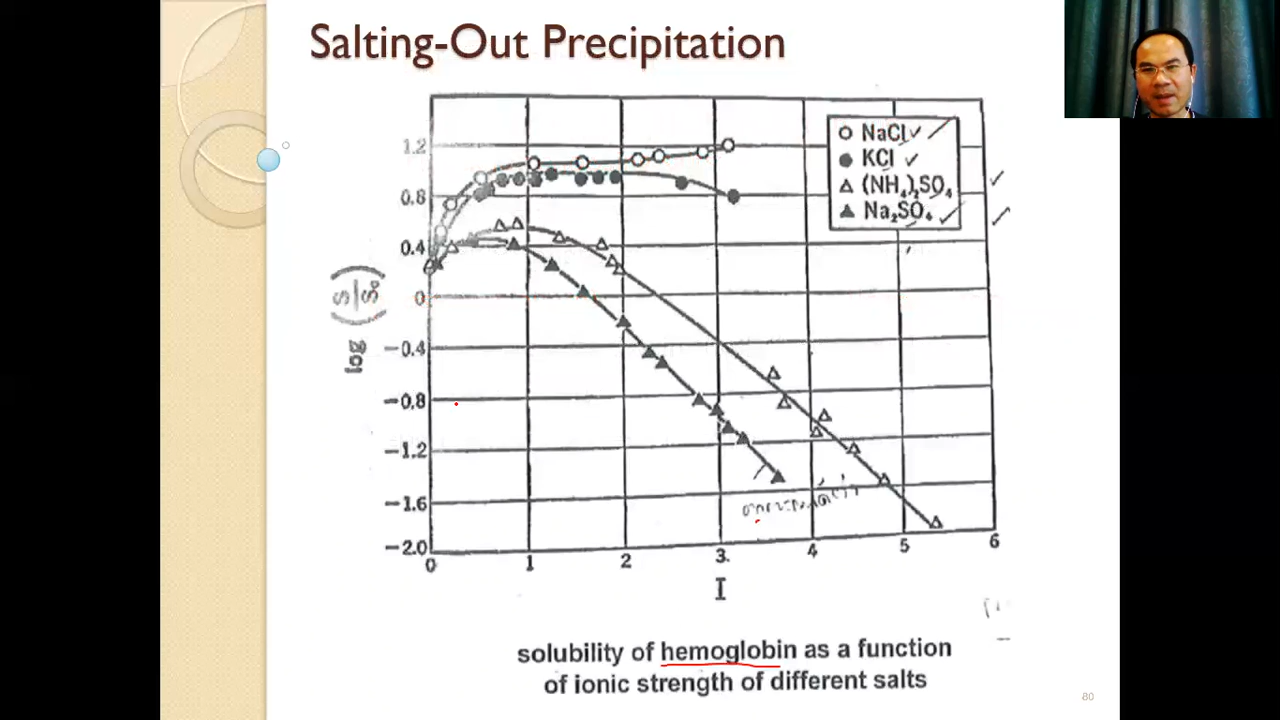 Salting-Out Precipitation
NaCl
KCl
(NH₄)₂SO₄
Na₂SO₄
1.2
0.8
0.4
0
-0.4
-0.8
-1.2
-1.6
-2.0
log (S/S₀)
0 1 2 3. 4 5 6
I
solubility of hemoglobin as a function
of ionic strength of different salts
80